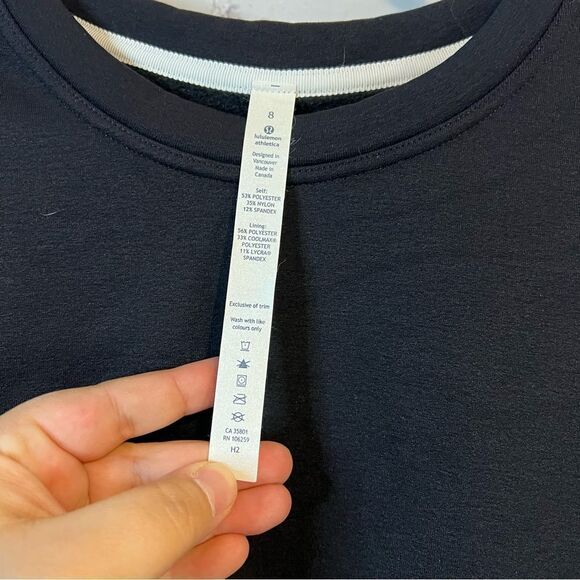 8
lululemon
athletica
Designed in
Vancouver
Made in
Canada
Self:
53% POLYESTER
35% NYLON
12% SPANDEX
Lining:
56% POLYESTER
33% COOLMAX®
POLYESTER
11% LYCRA®
SPANDEX
Exclusive of trim
Wash with like
colours only
CA 35801
RN 106259
H2